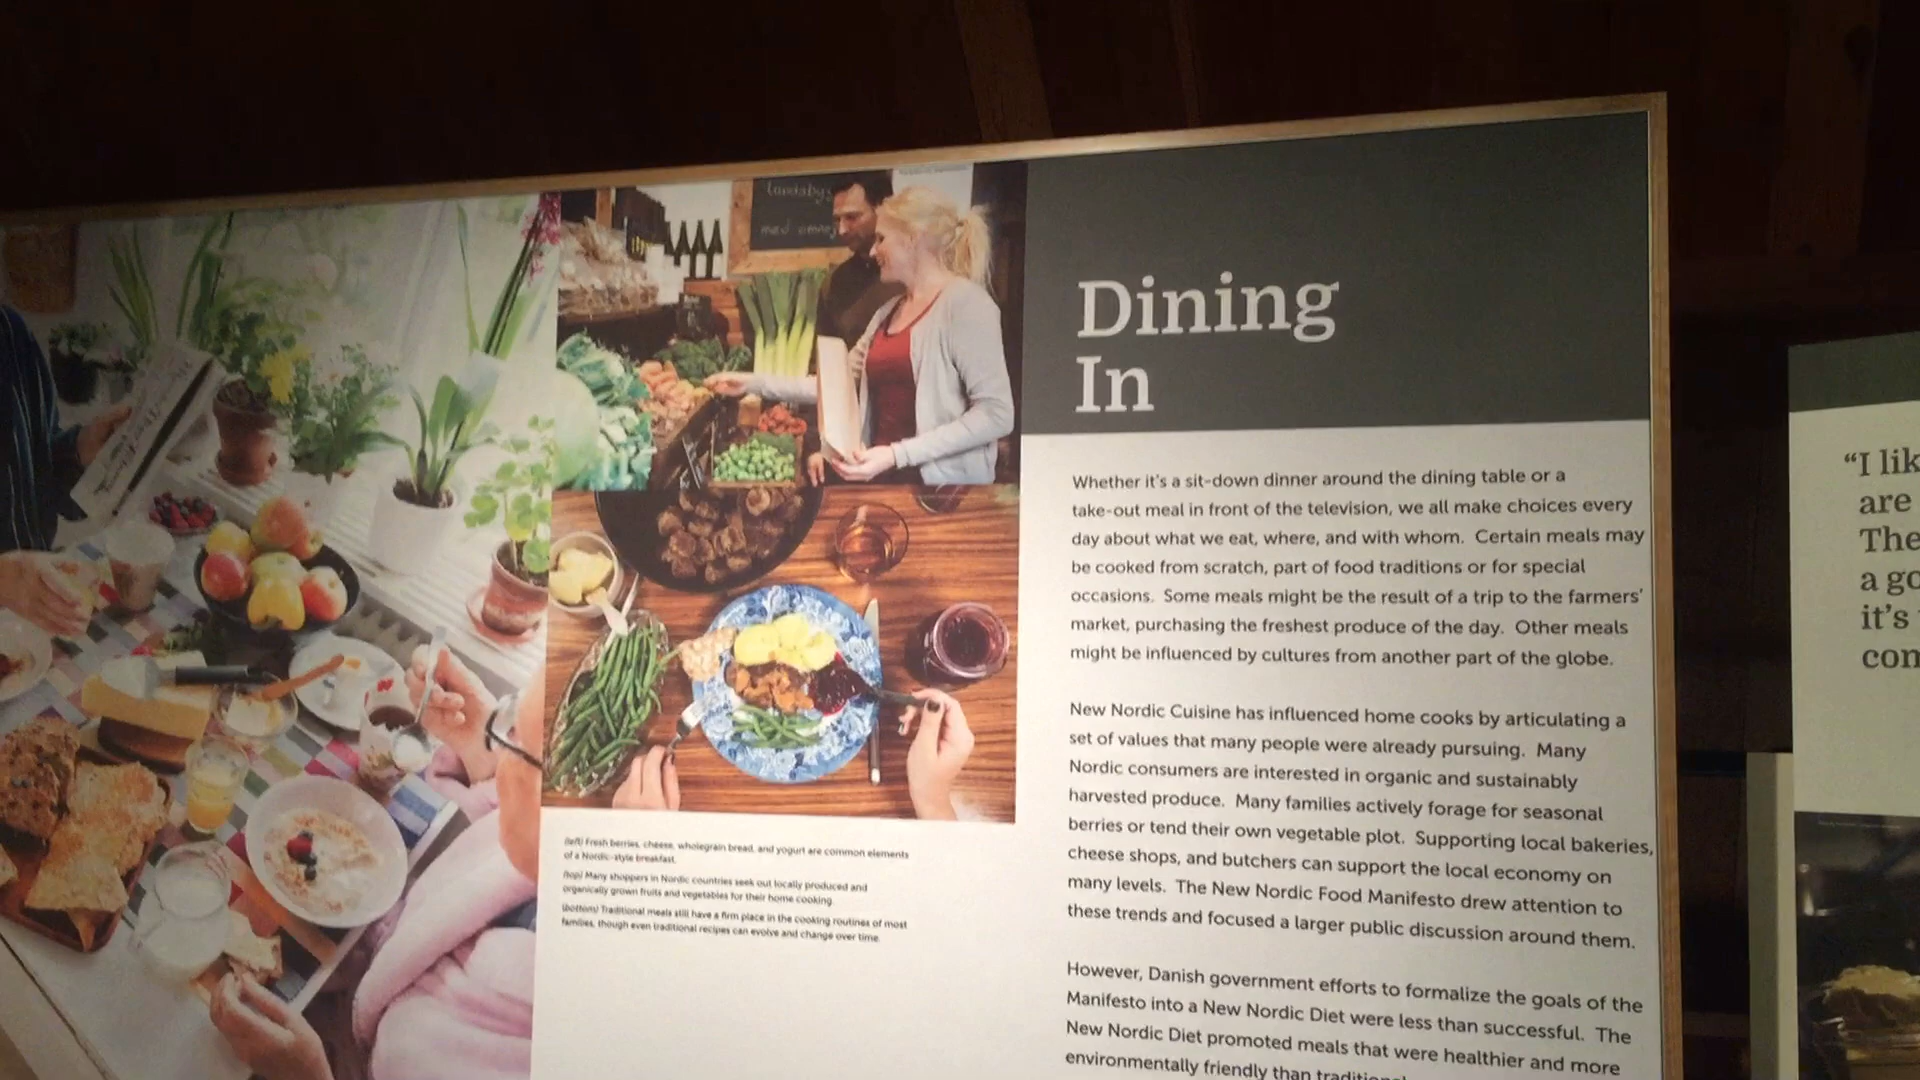 landsby
med omne
Dining
In
Whether it's a sit-down dinner around the dining table or a
take-out meal in front of the television, we all make choices every
day about what we eat, where, and with whom. Certain meals may
be cooked from scratch, part of food traditions or for special
occasions. Some meals might be the result of a trip to the farmers'
market, purchasing the freshest produce of the day. Other meals
might be influenced by cultures from another part of the globe.
New Nordic Cuisine has influenced home cooks by articulating a
set of values that many people were already pursuing. Many
Nordic consumers are interested in organic and sustainably
harvested produce. Many families actively forage for seasonal
berries or tend their own vegetable plot. Supporting local bakeries,
cheese shops, and butchers can support the local economy on
many levels. The New Nordic Food Manifesto drew attention to
these trends and focused a larger public discussion around them.
However, Danish government efforts to formalize the goals of the
Manifesto into a New Nordic Diet were less than successful. The
New Nordic Diet promoted meals that were healthier and more
environmentally friendly than
(left) Fresh berries, cheese, wholegrain bread, and yogurt are common elements
of a Nordic-style breakfast.
(top) Many shoppers in Nordic countries seek out locally produced and
organically grown fruits and vegetables for their home cooking.
(bottom) Traditional meals still have a firm place in the cooking routines of most
families, though even traditional recipes can evolve and change over time.
“I lik
are
The
a go
it's
con